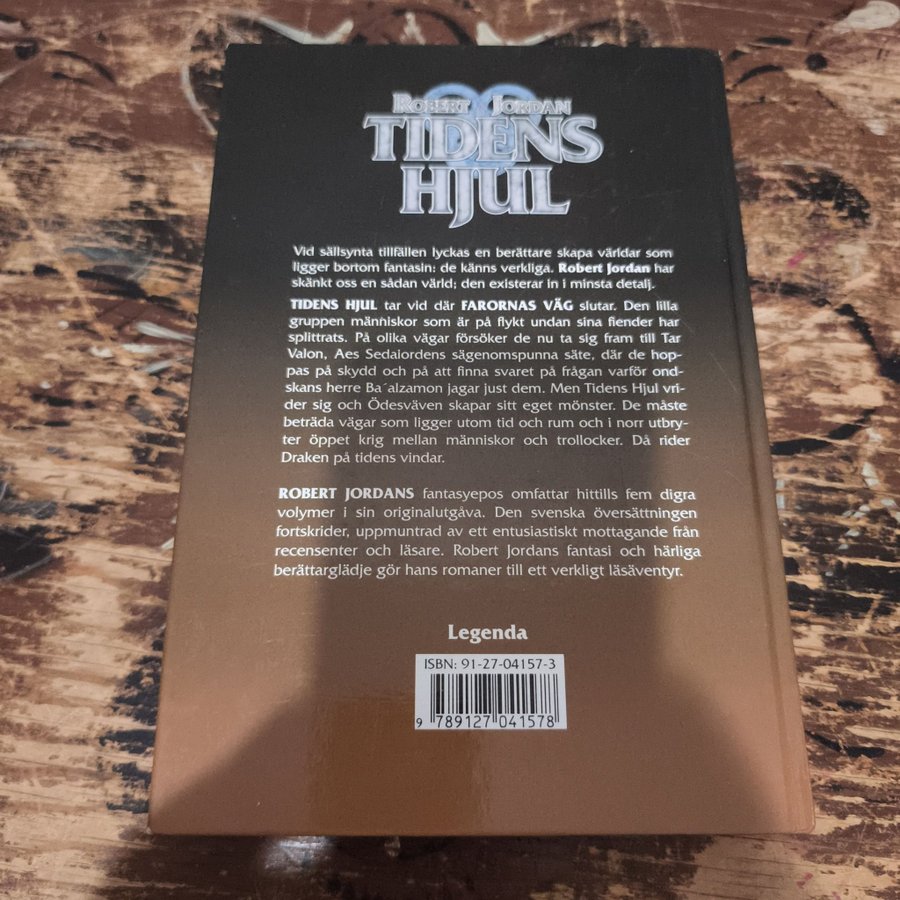 ROBERT JORDAN
TIDENS
HJUL
Vid sällsynta tillfällen lyckas en berättare skapa världar som
ligger bortom fantasin: de känns verkliga. Robert Jordan har
skänkt oss en sådan värld; den existerar in i minsta detalj.
TIDENS HJUL tar vid där FARORNAS VÄG slutar. Den lilla
gruppen människor som är på flykt undan sina fiender har
splittrats. På olika vägar försöker de nu ta sig fram till Tar
Valon, Aes Sedaiordens sägenomspunna säte, där de hop-
pas på skydd och på att finna svaret på frågan varför ond-
skans herre Ba´alzamon jagar just dem. Men Tidens Hjul vri-
der sig och Ödesväven skapar sitt eget mönster. De måste
beträda vägar som ligger utom tid och rum och i norr utbry-
ter öppet krig mellan människor och trollocker. Då rider
Draken på tidens vindar.
ROBERT JORDANS fantasyepos omfattar hittills fem digra
volymer i sin originalutgåva. Den svenska översättningen
fortskrider, uppmuntrad av ett entusiastiskt mottagande från
recensenter och läsare. Robert Jordans fantasi och härliga
berättarglädje gör hans romaner till ett verkligt läsäventyr.
Legenda
ISBN: 91-27-04157-3
9 789127 041578